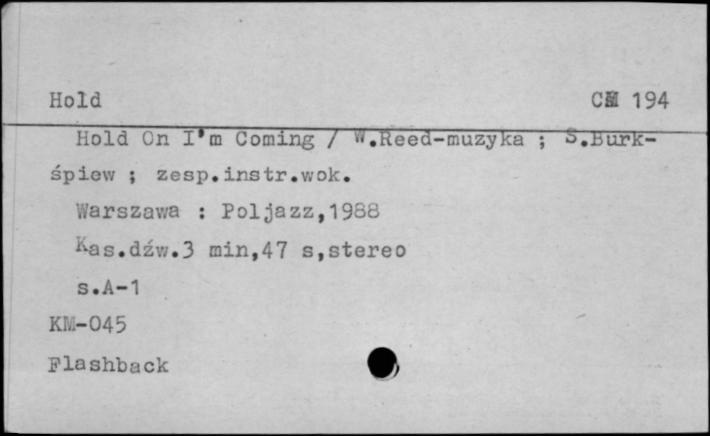 Hold CM 194
Hold On I'm Coming / W.Reed-muzyka ; S.Burk-
śpiew ; zesp.instr.wok.
Warszawa : Poljazz,1988
Kas.dźw.3 min,47 s,stereo
s.A-1
KM-045
Flashback